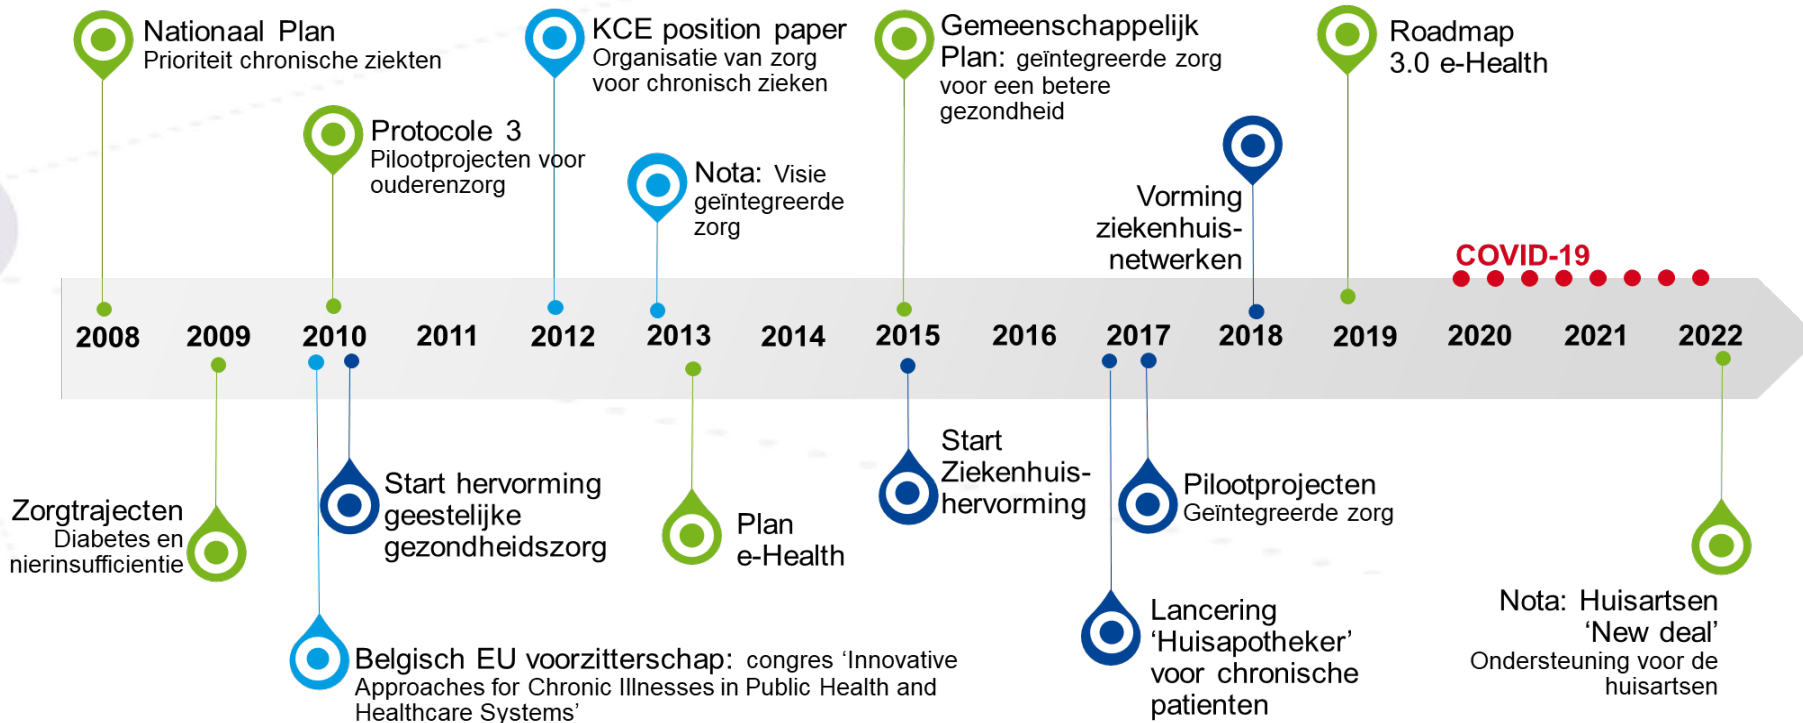 Nationaal Plan
Prioriteit chronische ziekten
Protocole 3
Pilootprojecten voor
ouderenzorg
KCE position paper
Organisatie van zorg
voor chronisch zieken
Nota: Visie
geïntegreerde
zorg
Gemeenschappelijk
Plan: geïntegreerde zorg
voor een betere
gezondheid
Vorming
ziekenhuis-
netwerken
Roadmap
3.0 e-Health
COVID-19
2008 2009 2010 2011 2012 2013 2014 2015 2016 2017 2018 2019 2020 2021 2022
Zorgtrajecten
Diabetes en
nierinsufficientie
Start hervorming
geestelijke
gezondheidszorg
Belgisch EU voorzitterschap: congres ‘Innovative
Approaches for Chronic Illnesses in Public Health and
Healthcare Systems’
Plan
e-Health
Start
Ziekenhuis-
hervorming
Pilootprojecten
Geïntegreerde zorg
Lancering
‘Huisapotheker’
voor chronische
patienten
Nota: Huisartsen
‘New deal’
Ondersteuning voor de
huisartsen